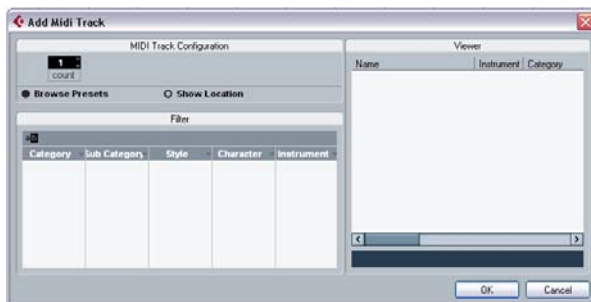 Add Midi Track
MIDI Track Configuration
1
count
Browse Presets Show Location
Filter
Category Sub Category Style Character Instrument
Viewer
Name Instrument Category
OK Cancel